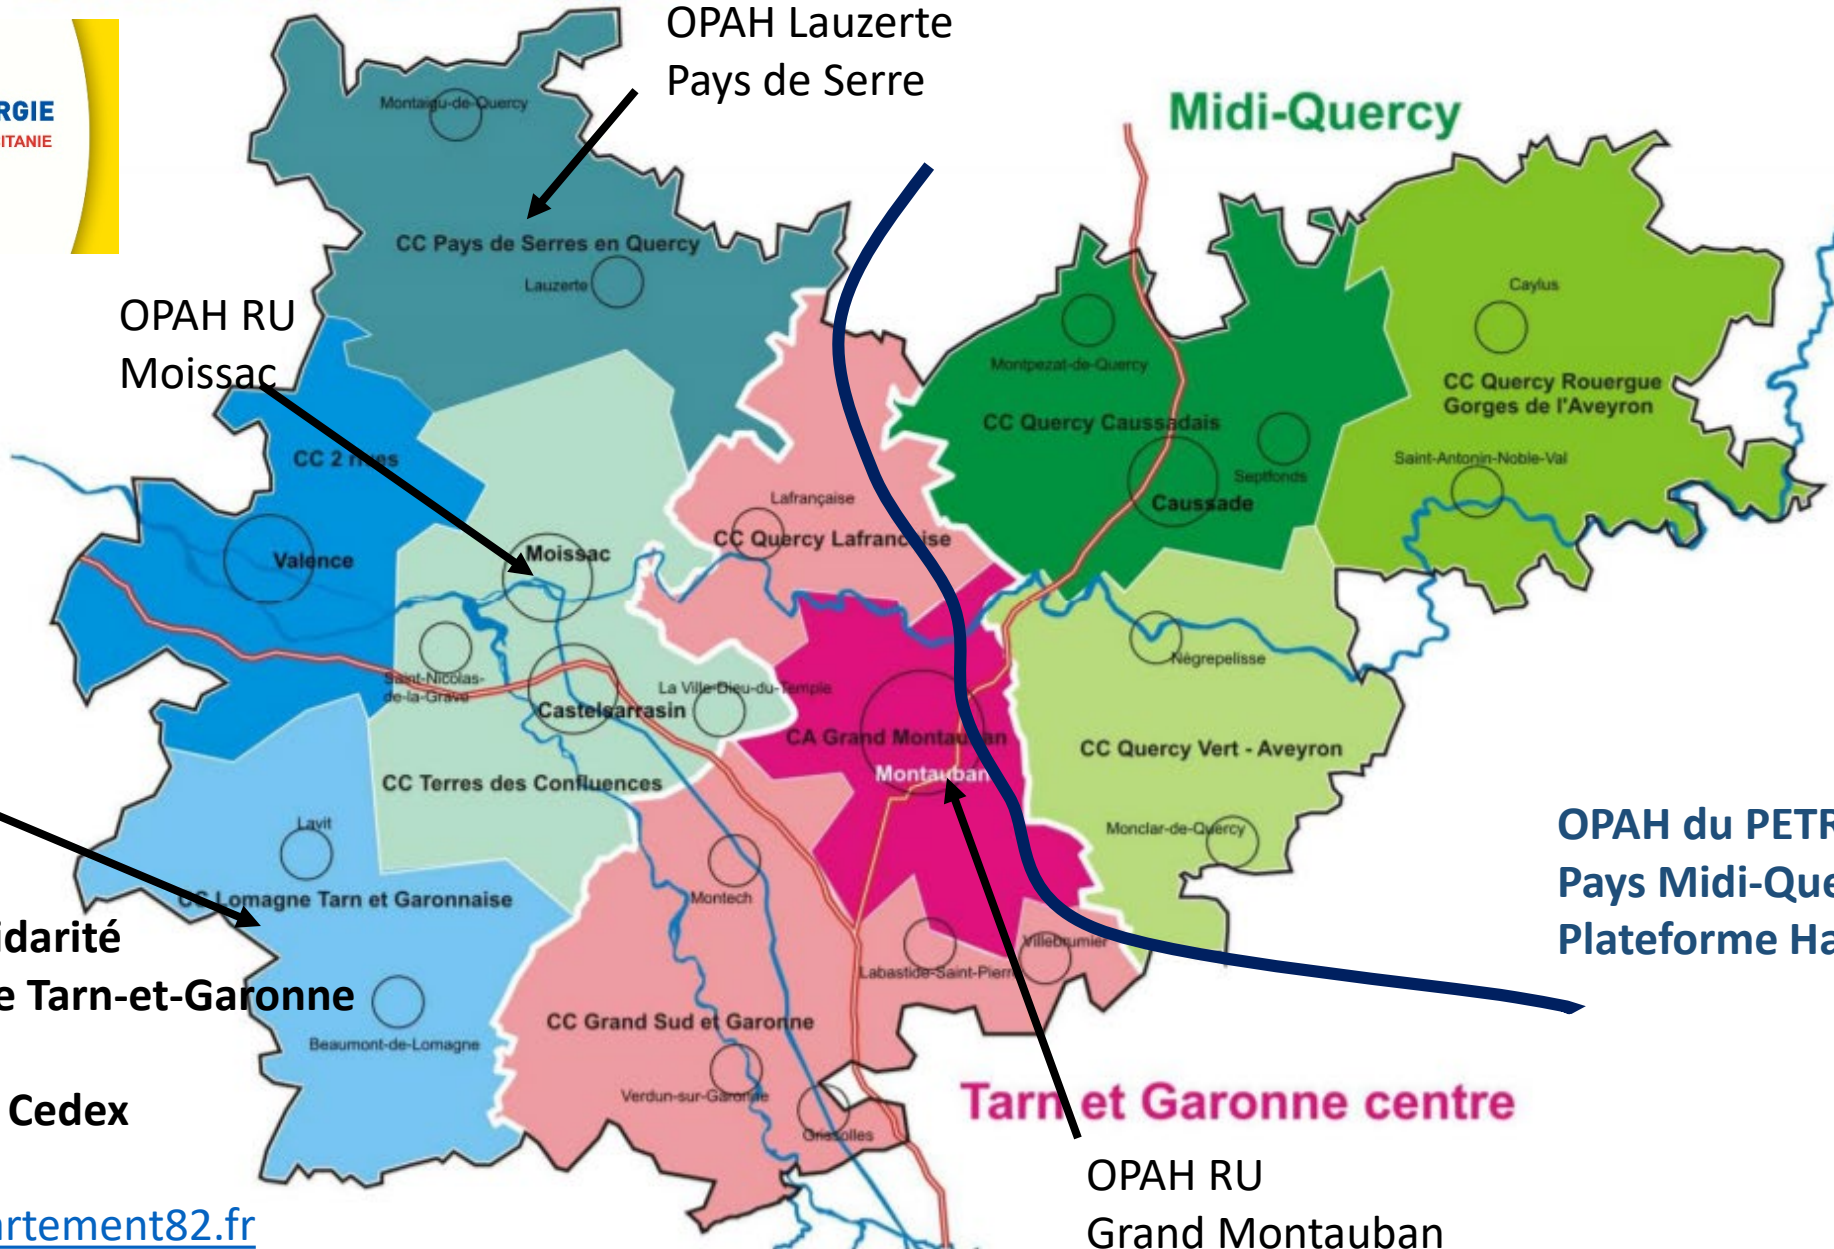 OPAH Lauzerte
Pays de Serre
RGIE
ITANIE
Midi-Quercy
Montaigu-de-Quercy
CC Pays de Serres en Quercy
Lauzerte
OPAH RU
Moissac
Caylus
Montpezat-de-Quercy
CC Quercy Rouergue
Gorges de l'Aveyron
CC Quercy Caussadais
CC 2 rives
Septfonds
Saint-Antonin-Noble-Val
Lafrançaise
Caussade
CC Quercy Lafrançaise
Valence
Moissac
Nègrepelisse
Saint-Nicolas-
de-la-Grave
La Ville-Dieu-du-Temple
Castelsarrasin
CA Grand Montauban
CC Quercy Vert - Aveyron
Montauban
CC Terres des Confluences
Lavit
Monclar-de-Quercy
OPAH du PETR
Pays Midi-Que
Plateforme Ha
CC Lomagne Tarn et Garonnaise
Montech
idarité
Villebrumier
Labastide-Saint-Pierre
e Tarn-et-Garonne
CC Grand Sud et Garonne
Beaumont-de-Lomagne
Verdun-sur-Garonne
Cedex
Tarn et Garonne centre
Grisolles
OPAH RU
Grand Montauban
artement82.fr